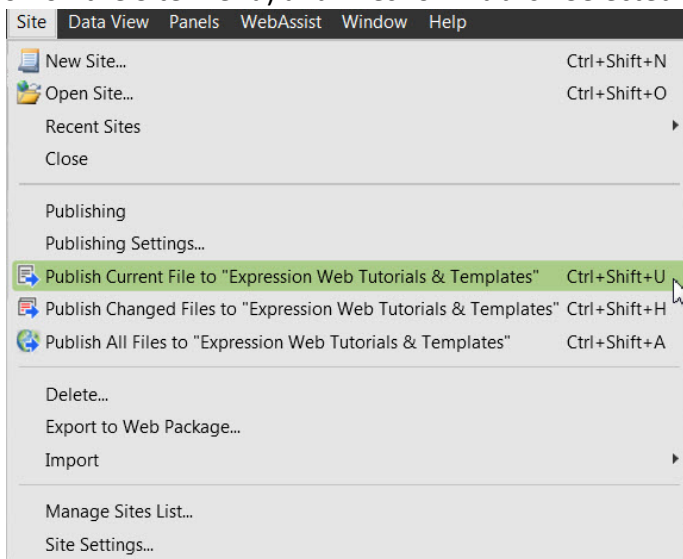 Site Data View Panels WebAssist Window Help
New Site... Ctrl+Shift+N
Open Site... Ctrl+Shift+O
Recent Sites
Close
Publishing
Publishing Settings...
Publish Current File to "Expression Web Tutorials & Templates" Ctrl+Shift+U
Publish Changed Files to "Expression Web Tutorials & Templates" Ctrl+Shift+H
Publish All Files to "Expression Web Tutorials & Templates" Ctrl+Shift+A
Delete...
Export to Web Package...
Import
Manage Sites List...
Site Settings...